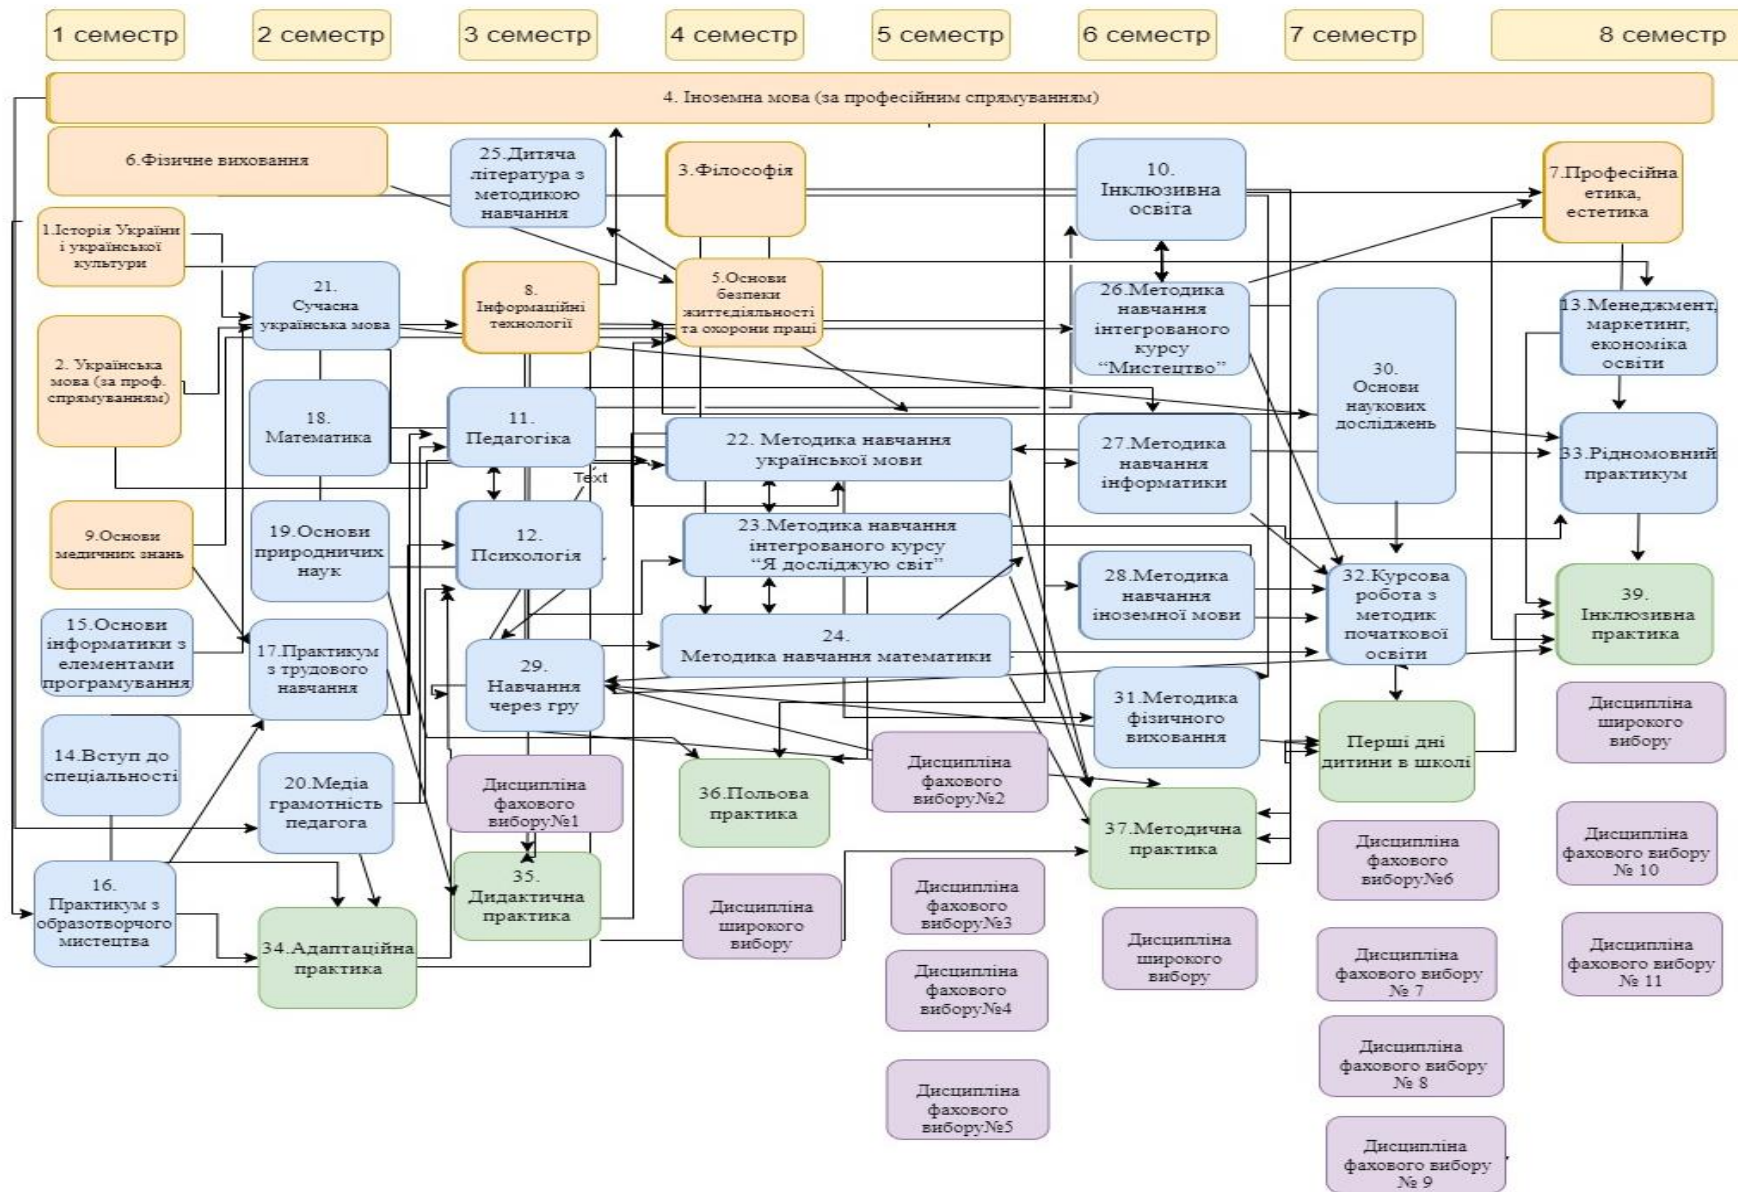 1 семестр
2 семестр
3 семестр
4 семестр
5 семестр
6 семестр
7 семестр
8 семестр
4. Іноземна мова (за професійним спрямуванням)
6.Фізичне виховання
25.Дитяча
література з
методикою
навчання
3.Філософія
10.
Інклюзивна
освіта
7.Професійна
етика,
естетика
1.Історія України
і української
культури
21.
Сучасна
українська мова
8.
Інформаційні
технології
5.Основи
безпеки
життєдіяльності
та охорони праці
26.Методика
навчання
інтегрованого
курсу
“Мистецтво”
30.
Основи
наукових
досліджень
13.Менеджмент,
маркетинг,
економіка
освіти
2. Українська
мова (за проф.
спрямуванням)
18.
Математика
11.
Педагогіка
22. Методика навчання
української мови
27.Методика
навчання
інформатики
33.Рідномовний
практикум
Text
9.Основи
медичних знань
19.Основи
природничих
наук
12.
Психологія
23.Методика навчання
інтегрованого курсу
“Я досліджую світ”
28.Методика
навчання
іноземної мови
32.Курсова
робота з
методик
початкової
освіти
39.
Інклюзивна
практика
15.Основи
інформатики з
елементами
програмування
17.Практикум
з трудового
навчання
29.
Навчання
через гру
24.
Методика навчання математики
31.Методика
фізичного
виховання
Перші дні
дитини в школі
Дисципліна
широкого
вибору
14.Вступ до
спеціальності
20.Медіа
грамотність
педагога
Дисципліна
фахового
вибору№1
36.Польова
практика
Дисципліна
фахового
вибору№2
37.Методична
практика
Дисципліна
фахового
вибору№6
Дисципліна
фахового вибору
№ 10
16.
Практикум з
образотворчого
мистецтва
34.Адаптаційна
практика
35.
Дидактична
практика
Дисципліна
широкого
вибору
Дисципліна
фахового
вибору№3
Дисципліна
широкого
вибору
Дисципліна
фахового вибору
№ 7
Дисципліна
фахового вибору
№ 11
Дисципліна
фахового
вибору№4
Дисципліна
фахового вибору
№ 8
Дисципліна
фахового
вибору№5
Дисципліна
фахового вибору
№ 9